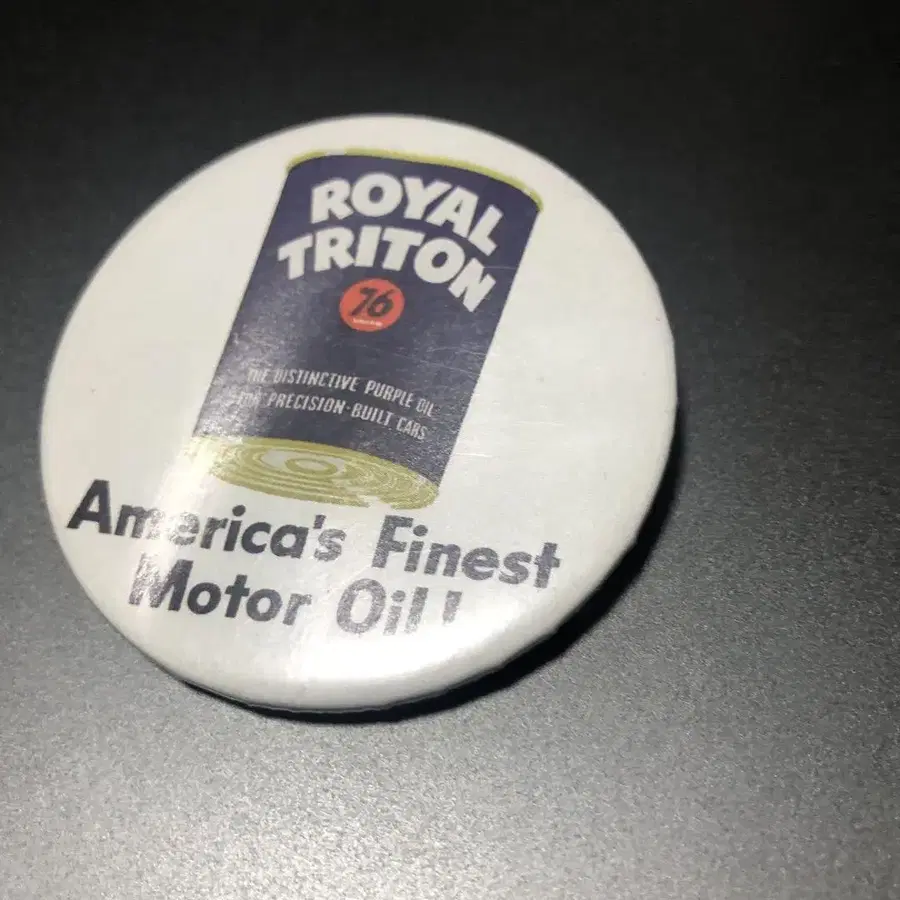 ROYAL
TRITON
76
THE DISTINCTIVE PURPLE OIL
FOR PRECISION-BUILT CARS
America's Finest
Motor Oil!